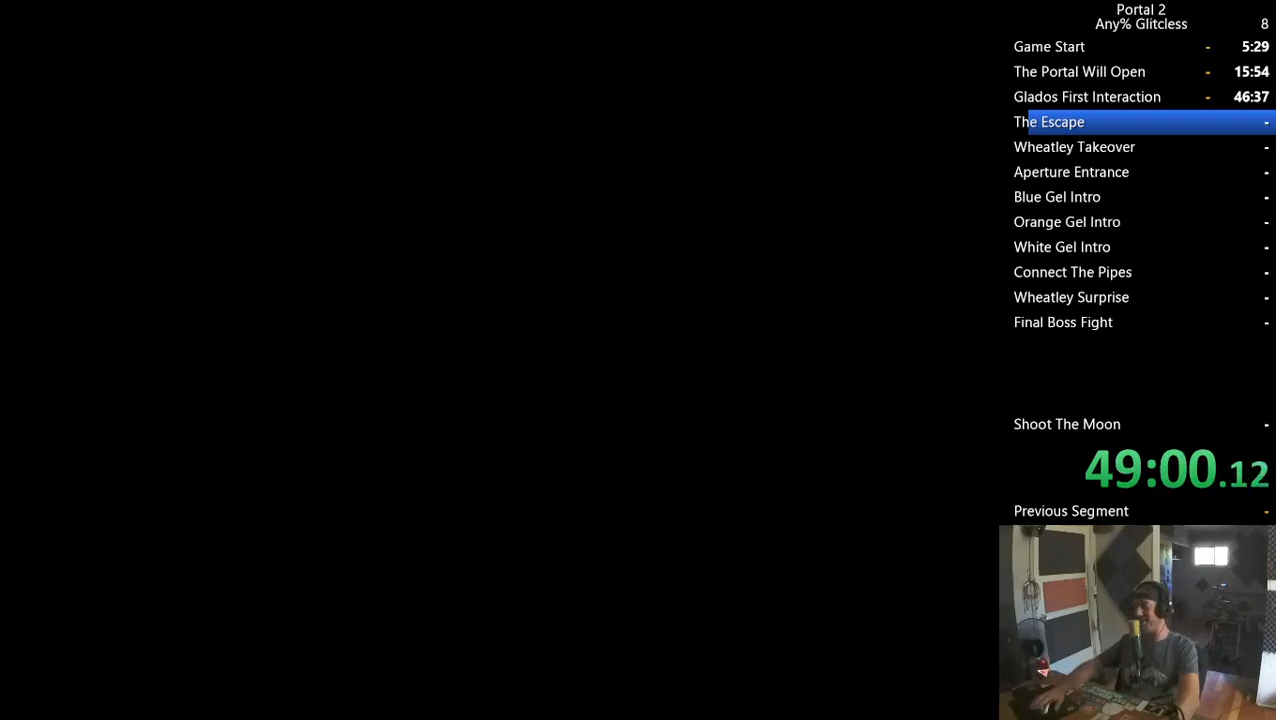 Portal 2
Any% Glitcless 8
Game Start - 5:29
The Portal Will Open - 15:54
Glados First Interaction - 46:37
The Escape -
Wheatley Takeover -
Aperture Entrance -
Blue Gel Intro -
Orange Gel Intro -
White Gel Intro -
Connect The Pipes -
Wheatley Surprise -
Final Boss Fight -
Shoot The Moon -
49:00.12
Previous Segment -